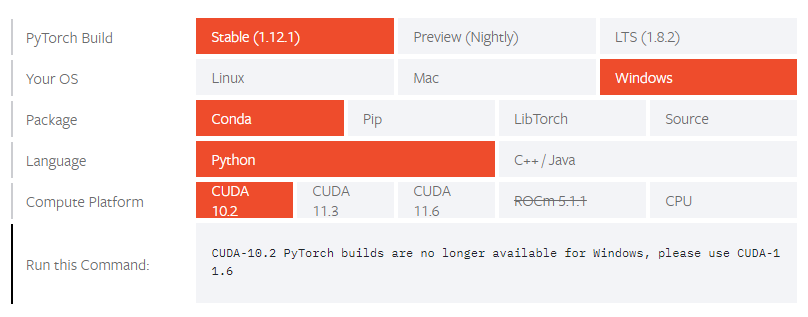 PyTorch Build
Stable (1.12.1)
Preview (Nightly)
LTS (1.8.2)
Your OS
Linux
Mac
Windows
Package
Conda
Pip
LibTorch
Source
Language
Python
C++ / Java
Compute Platform
CUDA
10.2
CUDA
11.3
CUDA
11.6
ROCm 5.1.1
CPU
Run this Command:
CUDA-10.2 PyTorch builds are no longer available for Windows, please use CUDA-1
1.6